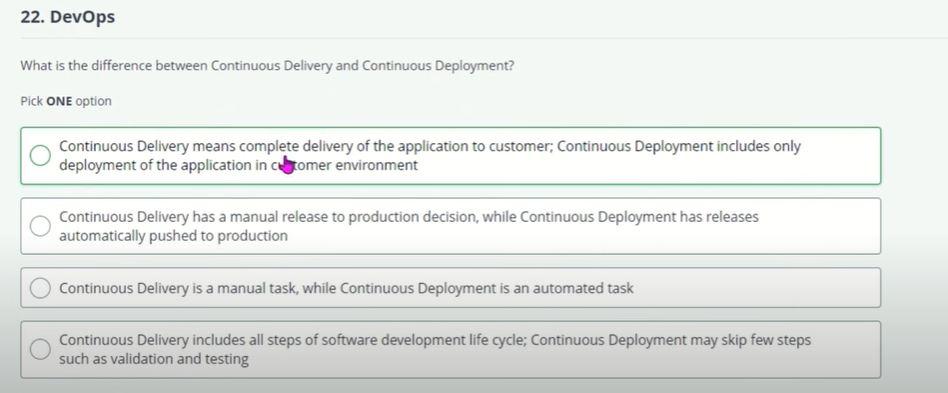 22. DevOps
What is the difference between Continuous Delivery and Continuous Deployment?
Pick ONE option
Continuous Delivery means complete delivery of the application to customer; Continuous Deployment includes only
deployment of the application in customer environment
Continuous Delivery has a manual release to production decision, while Continuous Deployment has releases
automatically pushed to production
Continuous Delivery is a manual task, while Continuous Deployment is an automated task
Continuous Delivery includes all steps of software development life cycle; Continuous Deployment may skip few steps
such as validation and testing